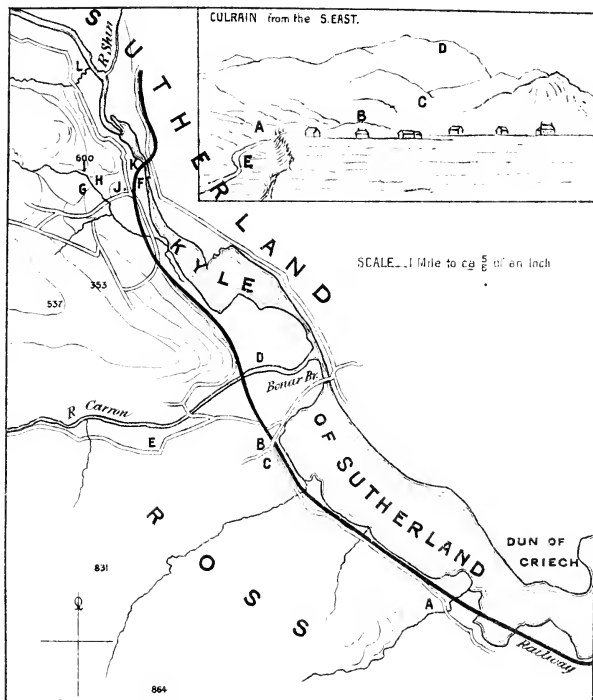 CULRAIN from the S. EAST.
D
C
B
A
E
SUTHERLAND
R. Shin
L.
600
K
H
G
J.
F
KYLE
SCALE__1 Mile to ca 5/6 of an Inch
353
537
D
Bonar Br.
R Carron
E
B
C
OF SUTHERLAND
ROSS
DUN OF
CRIECH
831
A
Railway
864